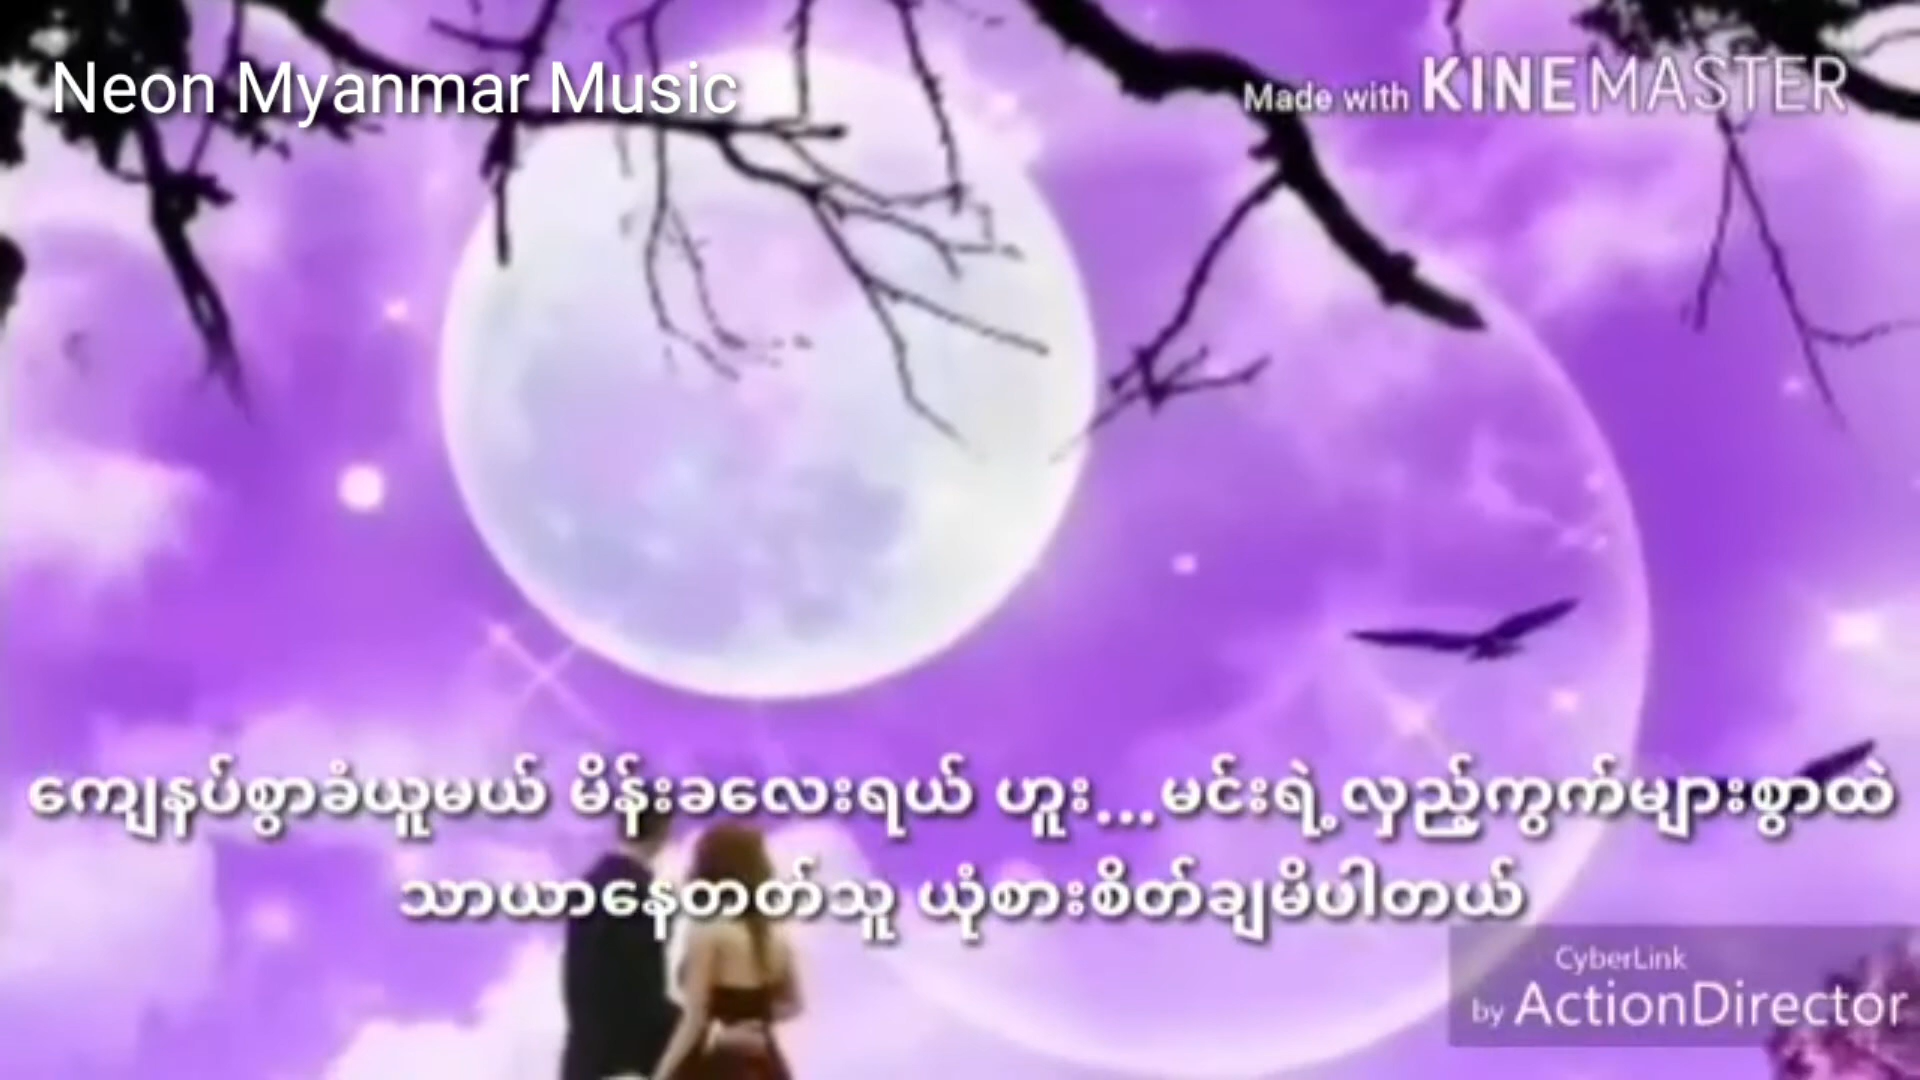 Neon Myanmar Music
Made with KINEMASTER
ကျေနပ်စွာခံယူမယ် မိန်းခလေးရယ် ဟူး...မင်းရဲ့လှည့်ကွက်များစွာထဲ
သာယာနေတတ်သူ ယုံစားစိတ်ချမိပါတယ်
CyberLink
by ActionDirector